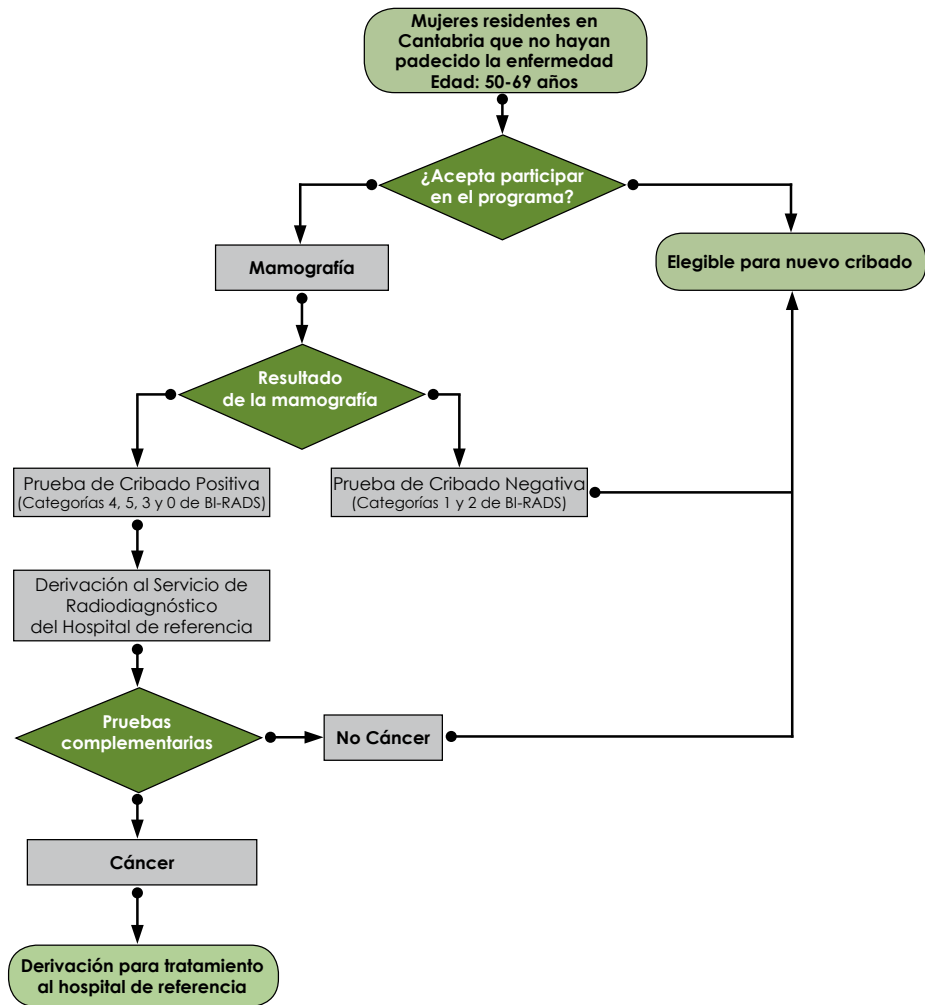 Mujeres residentes en
Cantabria que no hayan
padecido la enfermedad
Edad: 50-69 años
¿Acepta participar
en el programa?
Mamografía
Elegible para nuevo cribado
Resultado
de la mamografía
Prueba de Cribado Positiva
(Categorías 4, 5, 3 y 0 de BI-RADS)
Prueba de Cribado Negativa
(Categorías 1 y 2 de BI-RADS)
Derivación al Servicio de
Radiodiagnóstico
del Hospital de referencia
Pruebas
complementarias
No Cáncer
Cáncer
Derivación para tratamiento
al hospital de referencia